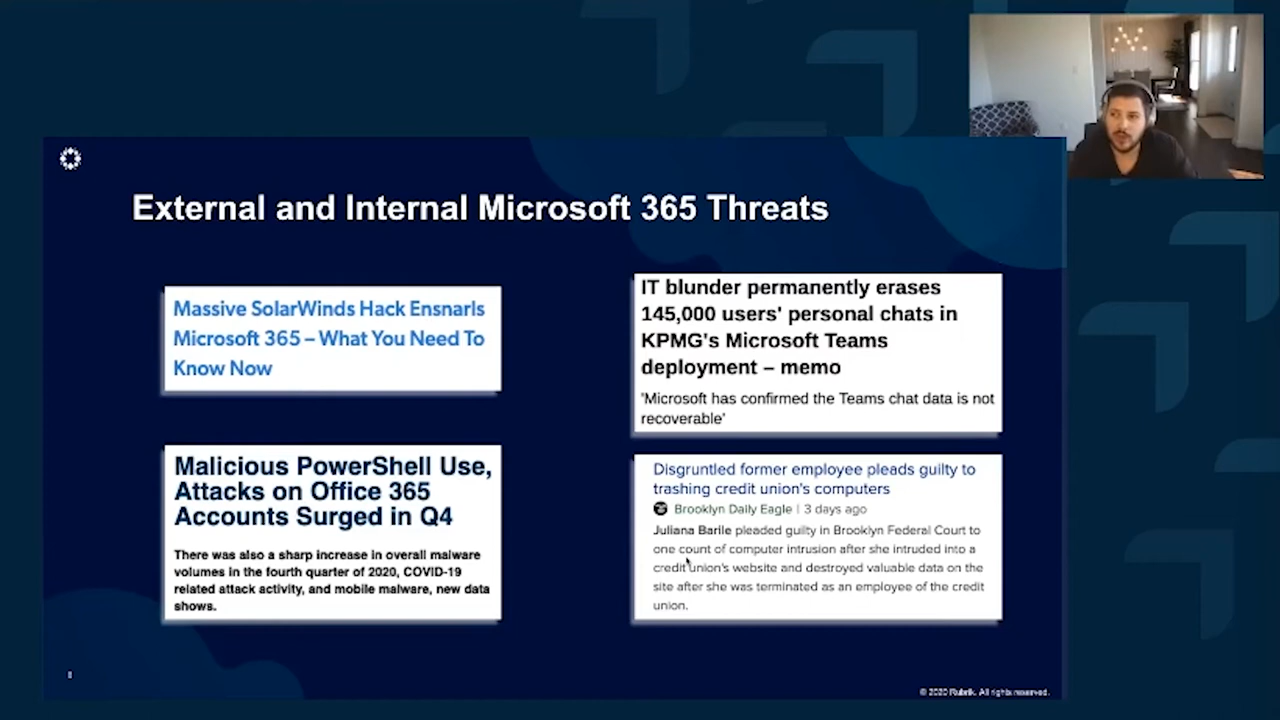 External and Internal Microsoft 365 Threats
Massive SolarWinds Hack Ensnarls
Microsoft 365 – What You Need To
Know Now
IT blunder permanently erases
145,000 users' personal chats in
KPMG's Microsoft Teams
deployment – memo
'Microsoft has confirmed the Teams chat data is not
recoverable'
Malicious PowerShell Use,
Attacks on Office 365
Accounts Surged in Q4
There was also a sharp increase in overall malware
volumes in the fourth quarter of 2020, COVID-19
related attack activity, and mobile malware, new data
shows.
Disgruntled former employee pleads guilty to
trashing credit union's computers
Brooklyn Daily Eagle | 3 days ago
Juliana Barile pleaded guilty in Brooklyn Federal Court to
one count of computer intrusion after she intruded into a
credit union's website and destroyed valuable data on the
site after she was terminated as an employee of the credit
union.
© 2020 Rubrik. All rights reserved.